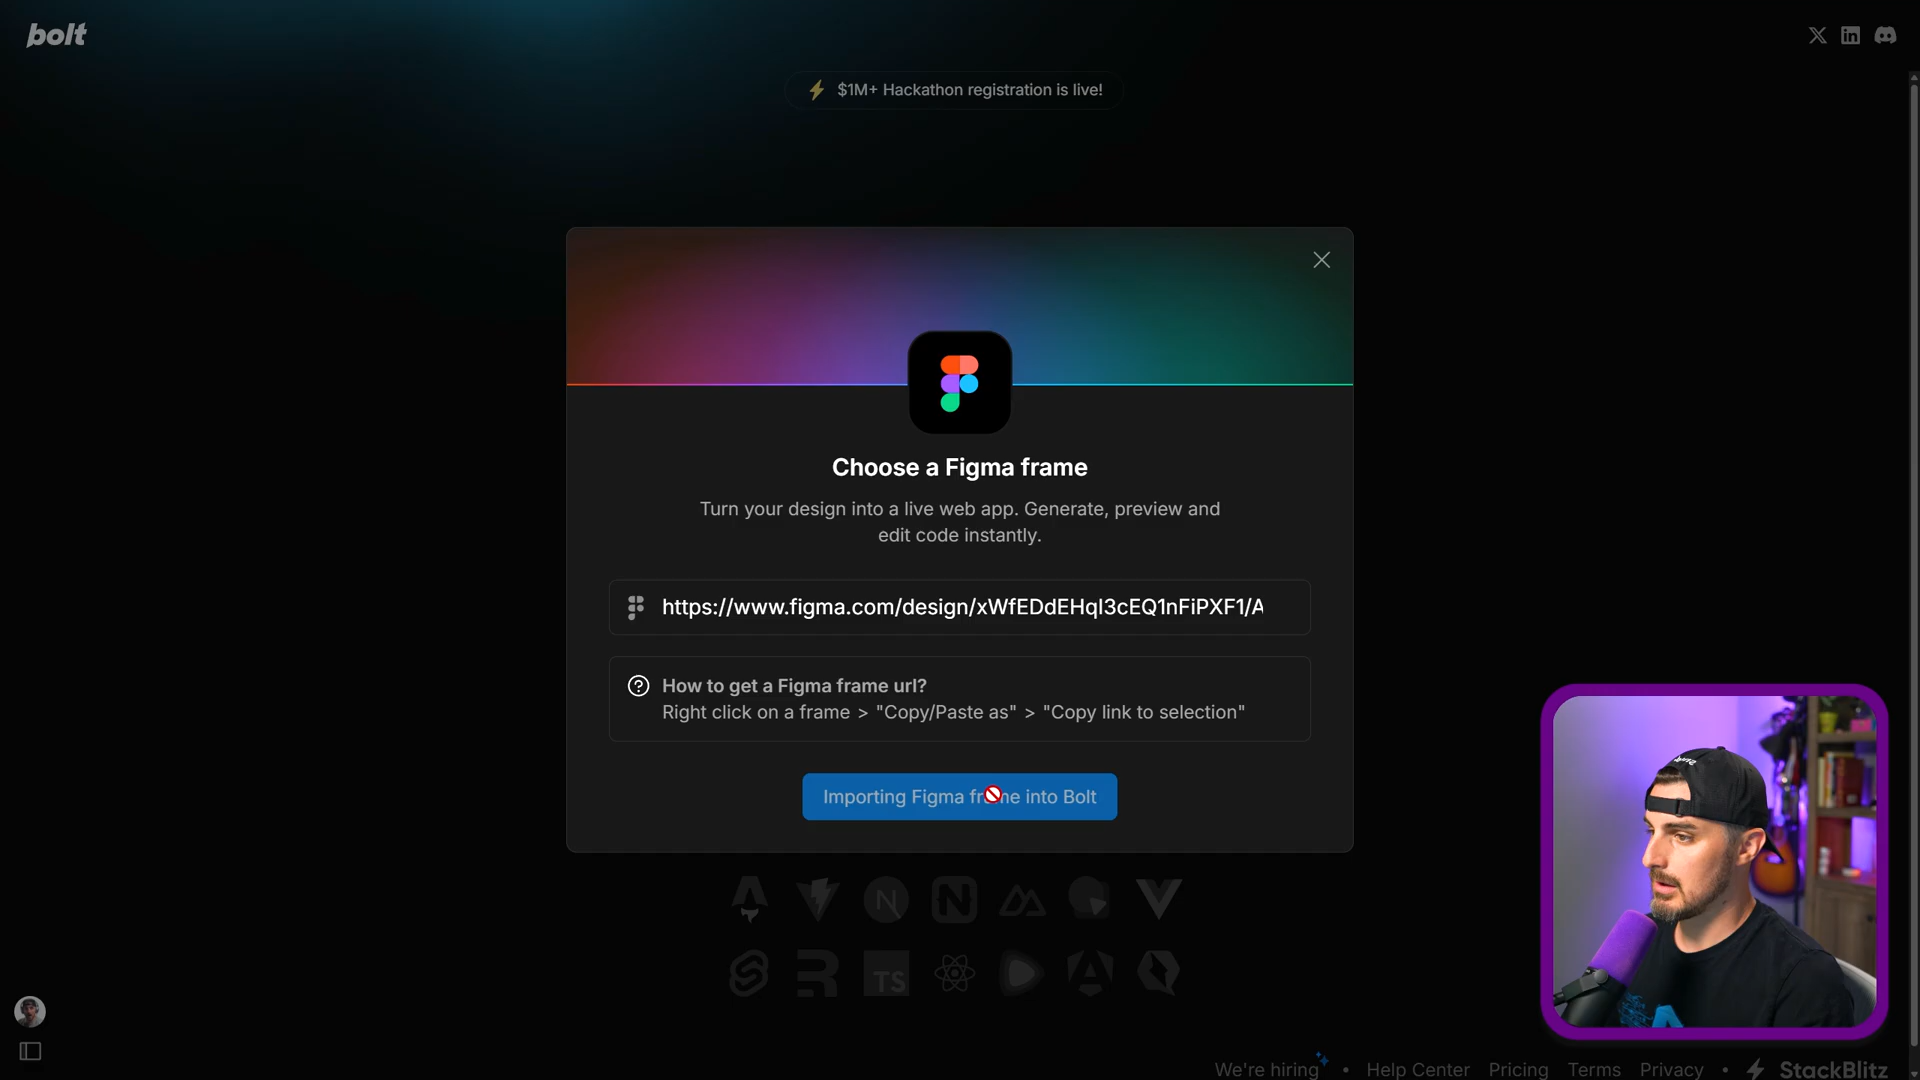 bolt
$1M+ Hackathon registration is live!
Choose a Figma frame
Turn your design into a live web app. Generate, preview and
edit code instantly.
https://www.figma.com/design/xWfEDdEHqI3cEQ1nFiPXF1/A
How to get a Figma frame url?
Right click on a frame > "Copy/Paste as" > "Copy link to selection"
Importing Figma frame into Bolt
TS
We're hiring • Help Center Pricing Terms Privacy • StackBlitz